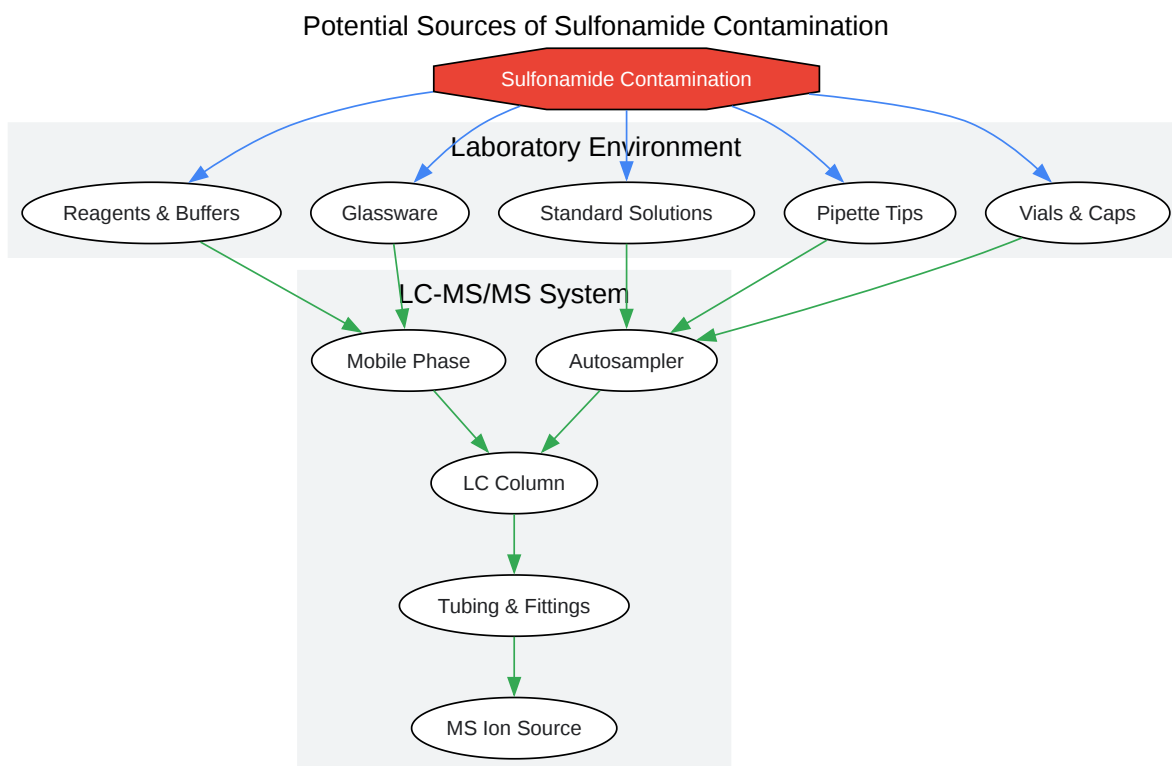 Potential Sources of Sulfonamide Contamination
Sulfonamide Contamination
Laboratory Environment
Reagents & Buffers
Glassware
Standard Solutions
Pipette Tips
Vials & Caps
LC-MS/MS System
Mobile Phase
Autosampler
LC Column
Tubing & Fittings
MS Ion Source